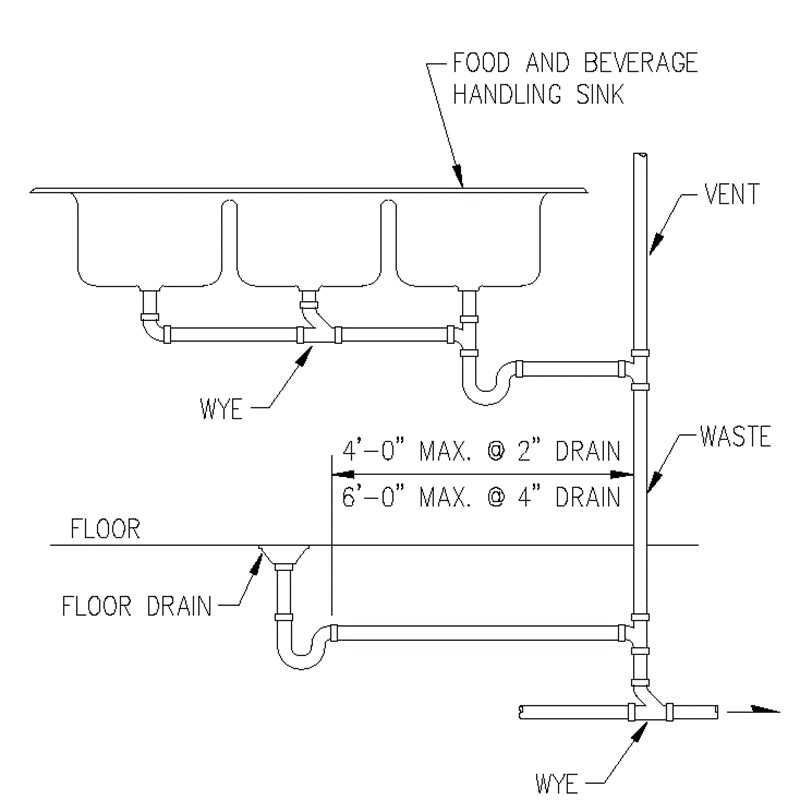 FOOD AND BEVERAGE
HANDLING SINK
VENT
WYE
WASTE
4'-0" MAX. @ 2" DRAIN
6'-0" MAX. @ 4" DRAIN
FLOOR
FLOOR DRAIN
WYE